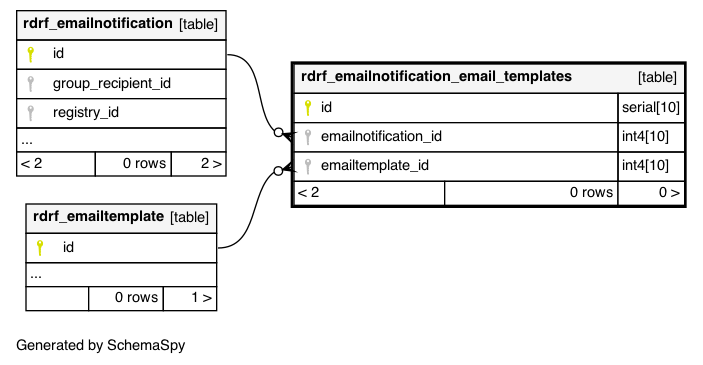 rdrf_emailnotification [table]
id
group_recipient_id
registry_id
...
< 2 0 rows 2 >
rdrf_emailnotification_email_templates [table]
id serial[10]
emailnotification_id int4[10]
emailtemplate_id int4[10]
< 2 0 rows 0 >
rdrf_emailtemplate [table]
id
...
0 rows 1 >
Generated by SchemaSpy